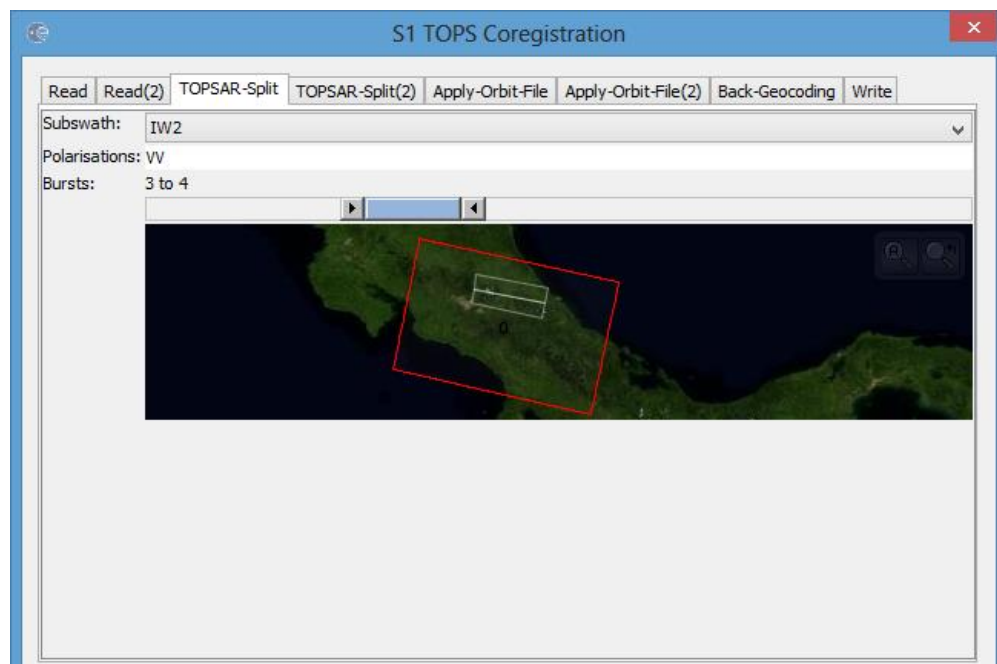 S1 TOPS Coregistration
Read Read(2) TOPSAR-Split TOPSAR-Split(2) Apply-Orbit-File Apply-Orbit-File(2) Back-Geocoding Write
Subswath: IW2
Polarisations: VV
Bursts: 3 to 4
0